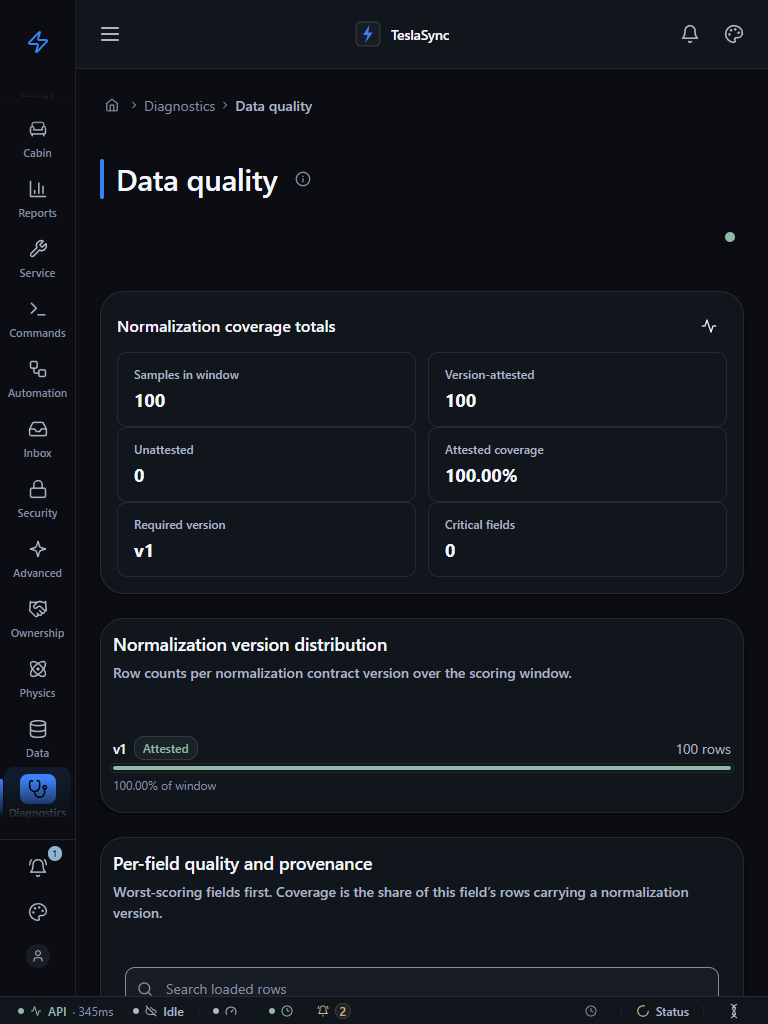 TeslaSync
Energy
Cabin
Reports
Service
Commands
Automation
Inbox
Security
Advanced
Ownership
Physics
Data
Diagnostics
1
Diagnostics
Data quality
Data quality
Normalization coverage totals
Samples in window
100
Version-attested
100
Unattested
0
Attested coverage
100.00%
Required version
v1
Critical fields
0
Normalization version distribution
Row counts per normalization contract version over the scoring window.
v1 Attested 100 rows
100.00% of window
Per-field quality and provenance
Worst-scoring fields first. Coverage is the share of this field’s rows carrying a normalization
version.
Search loaded rows
API · 345ms Idle 2 Status